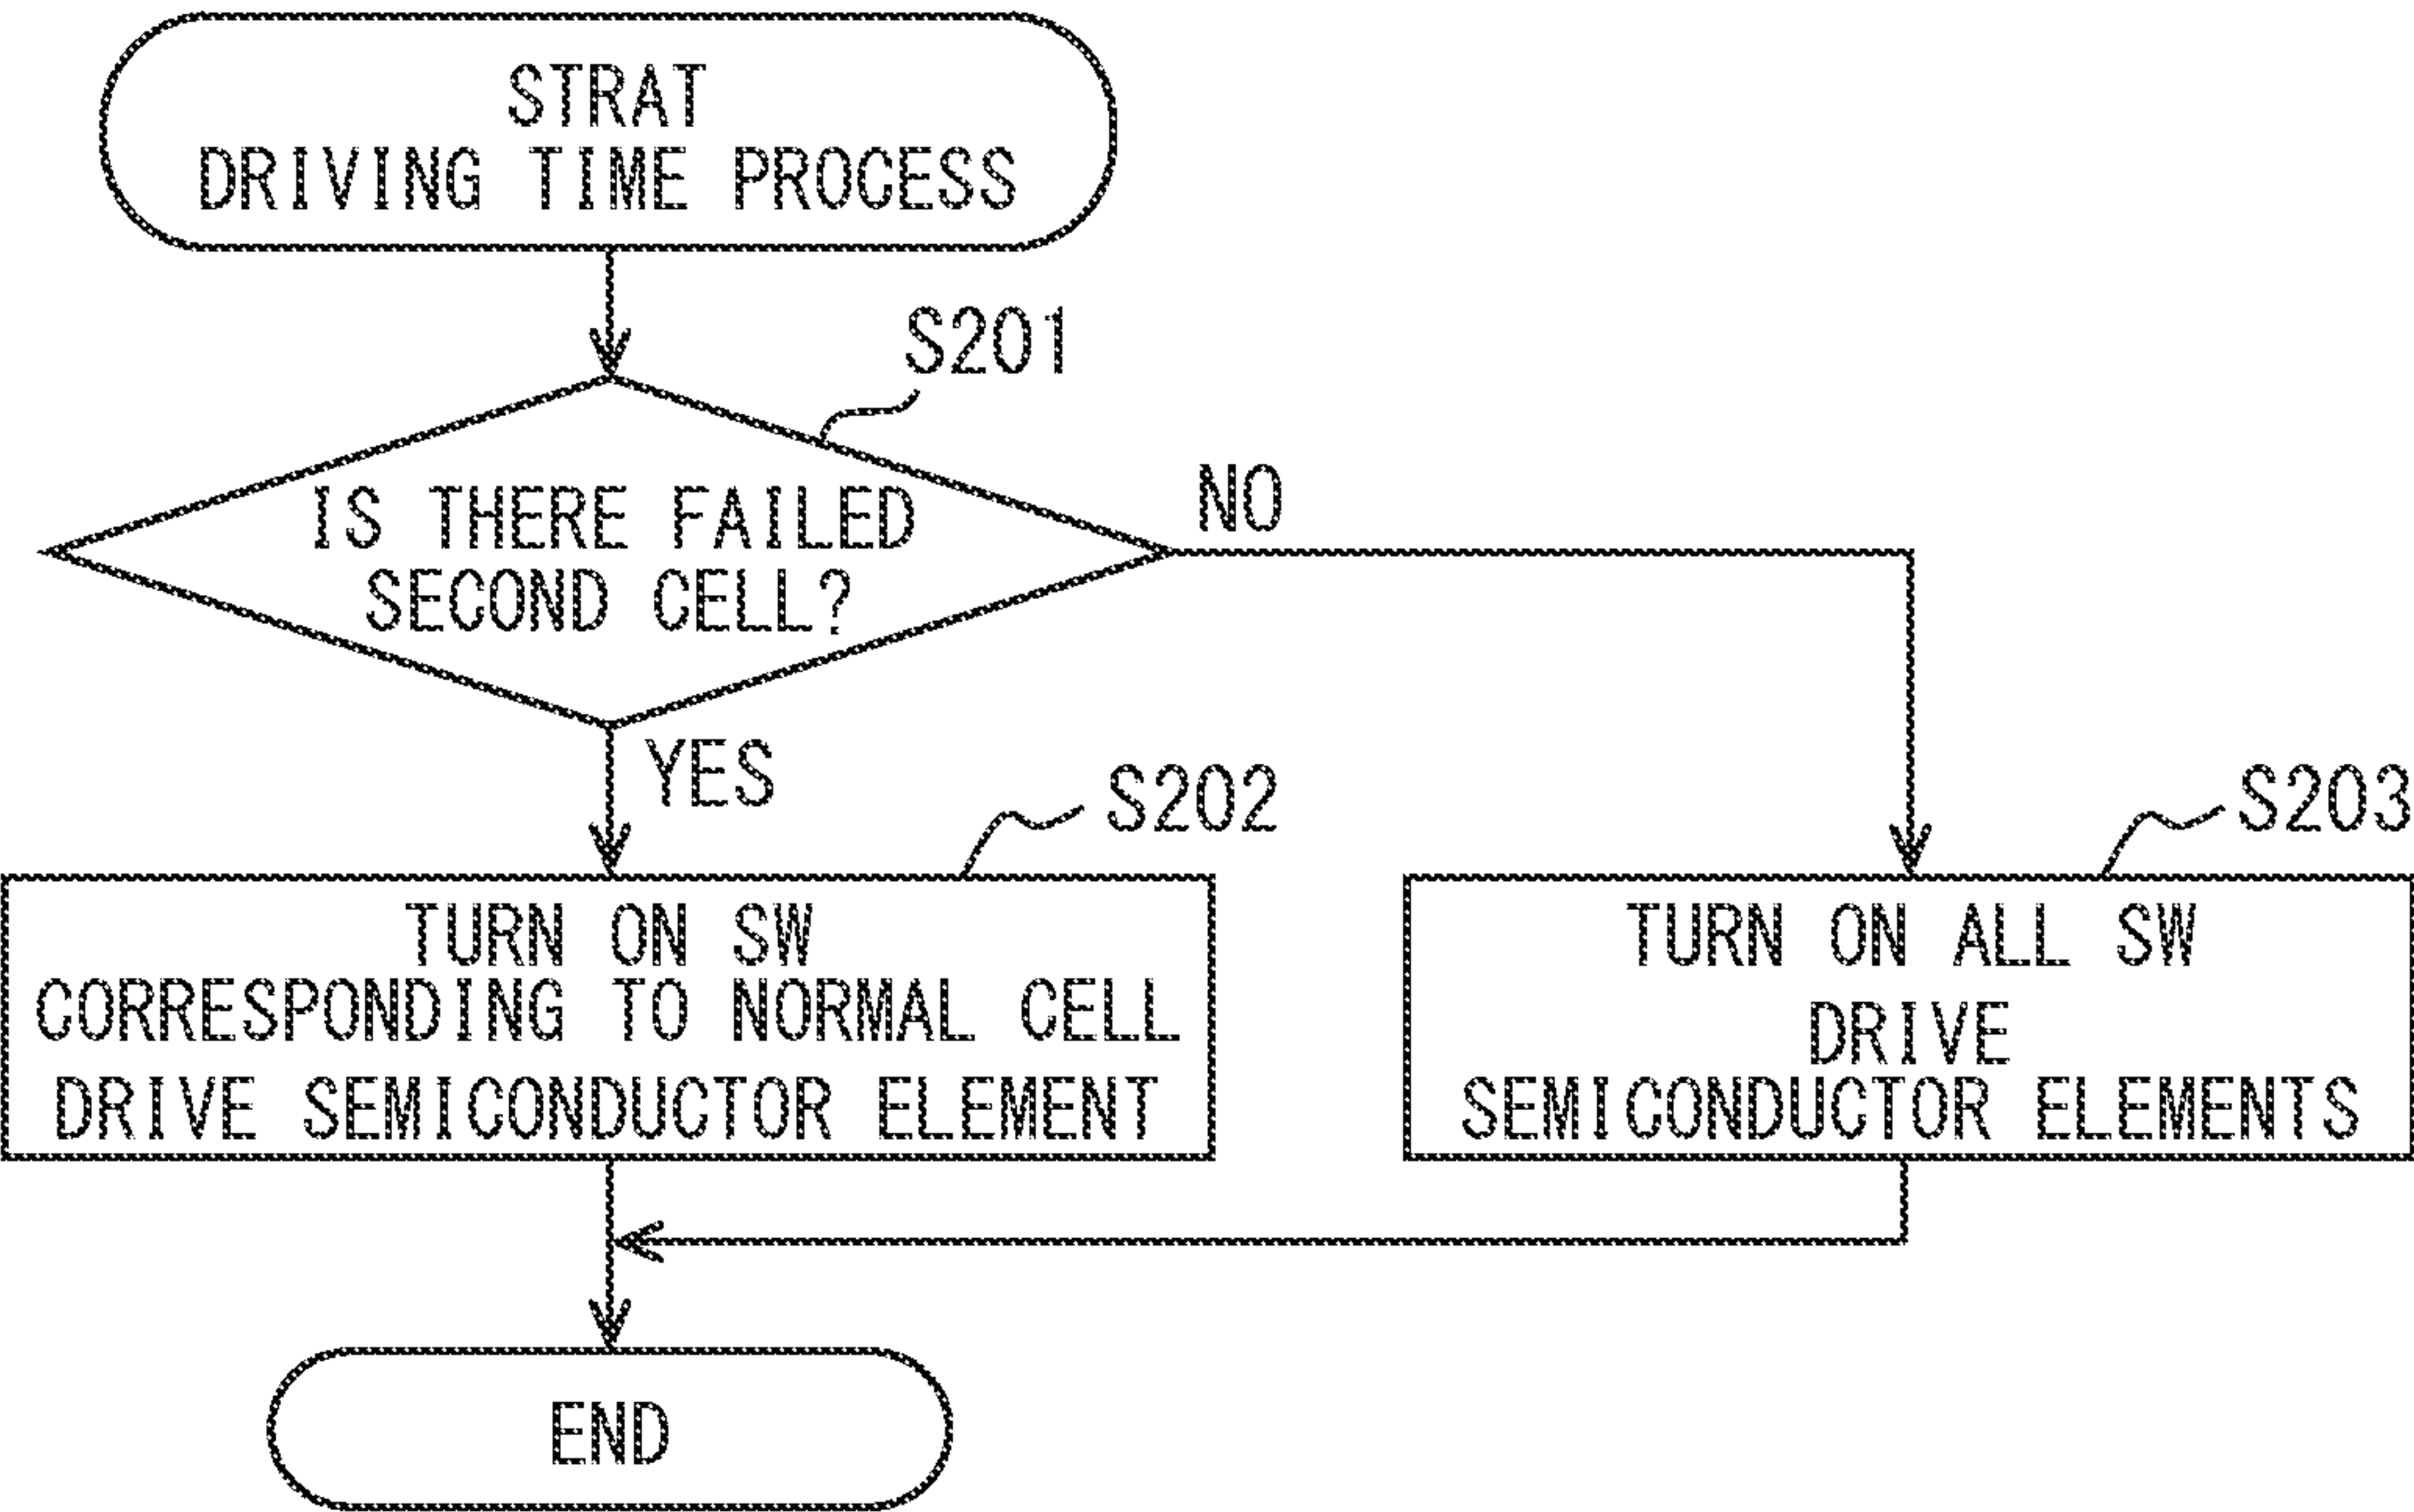 STRAT
DRIVING TIME PROCESS
S201
IS THERE FAILED
SECOND CELL?
NO
YES
S202
S203
TURN ON SW
CORRESPONDING TO NORMAL CELL
DRIVE SEMICONDUCTOR ELEMENT
TURN ON ALL SW
DRIVE
SEMICONDUCTOR ELEMENTS
END